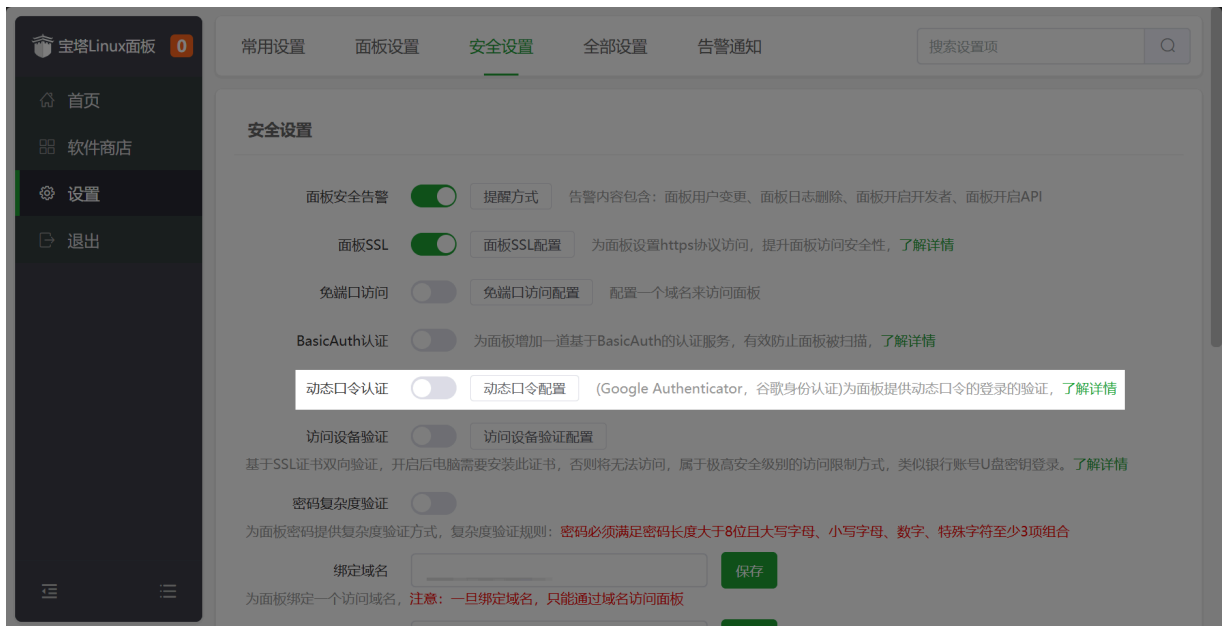 宝塔Linux面板 0
常用设置 面板设置 安全设置 全部设置 告警通知 搜索设置项
首页
软件商店
设置
退出
安全设置
面板安全告警 提醒方式 告警内容包含：面板用户变更、面板日志删除、面板开启开发者、面板开启API
面板SSL 面板SSL配置 为面板设置https协议访问，提升面板访问安全性，了解详情
免端口访问 免端口访问配置 配置一个域名来访问面板
BasicAuth认证 为面板增加一道基于BasicAuth的认证服务，有效防止面板被扫描，了解详情
动态口令认证 动态口令配置 (Google Authenticator，谷歌身份认证)为面板提供动态口令的登录的验证，了解详情
访问设备验证 访问设备验证配置
基于SSL证书双向验证，开启后电脑需要安装此证书，否则将无法访问，属于极高安全级别的访问限制方式，类似银行账号U盘密钥登录。了解详情
密码复杂度验证
为面板密码提供复杂度验证方式，复杂度验证规则：密码必须满足密码长度大于8位且大写字母、小写字母、数字、特殊字符至少3项组合
绑定域名 保存
为面板绑定一个访问域名，注意：一旦绑定域名，只能通过域名访问面板